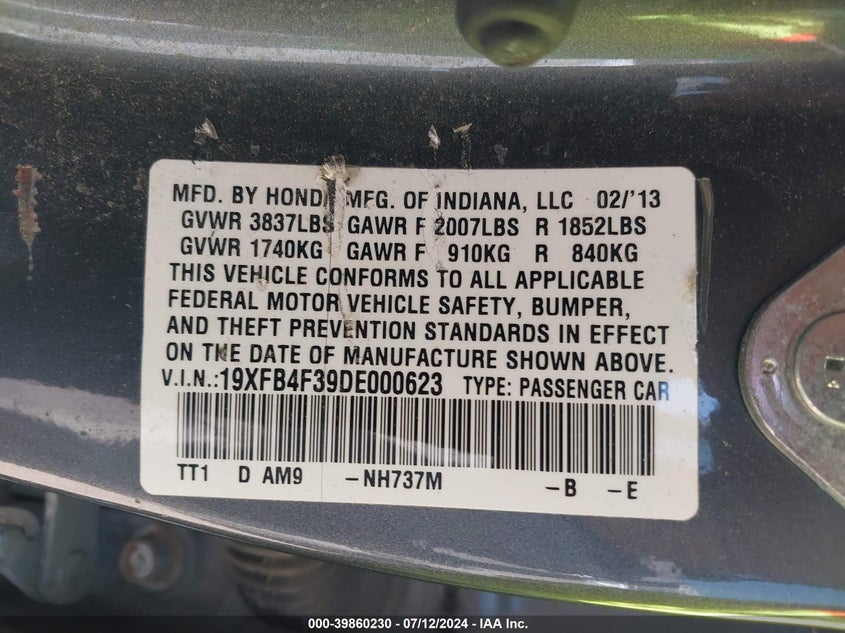 MFD. BY HONDA MFG. OF INDIANA, LLC 02/'13
GVWR 3837LBS GAWR F 2007LBS R 1852LBS
GVWR 1740KG GAWR F 910KG R 840KG
THIS VEHICLE CONFORMS TO ALL APPLICABLE
FEDERAL MOTOR VEHICLE SAFETY, BUMPER,
AND THEFT PREVENTION STANDARDS IN EFFECT
ON THE DATE OF MANUFACTURE SHOWN ABOVE.
V.I.N.:19XFB4F39DE000623 TYPE: PASSENGER CAR
TT1 D AM9 -NH737M -B -E
000-39860230 - 07/12/2024 - IAA Inc.